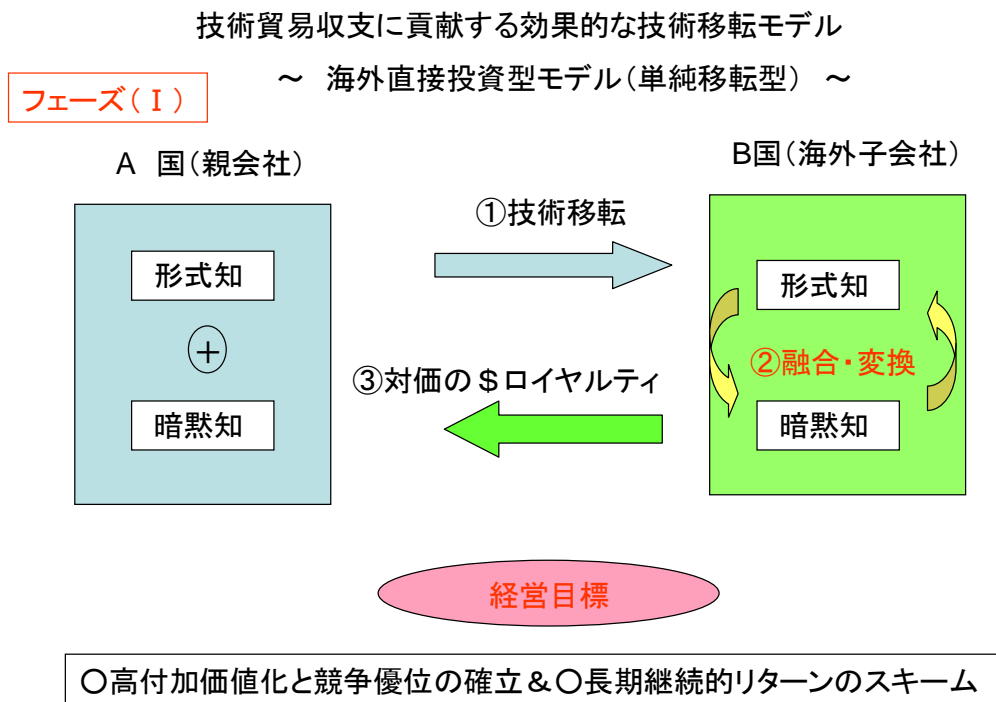 技術貿易収支に貢献する効果的な技術移転モデル
～ 海外直接投資型モデル（単純移転型） ～
フェーズ（Ⅰ）
A 国（親会社）
B国（海外子会社）
①技術移転
形式知
＋
暗黙知
形式知
②融合・変換
暗黙知
③対価の＄ロイヤルティ
経営目標
〇高付加価値化と競争優位の確立＆〇長期継続的リターンのスキーム